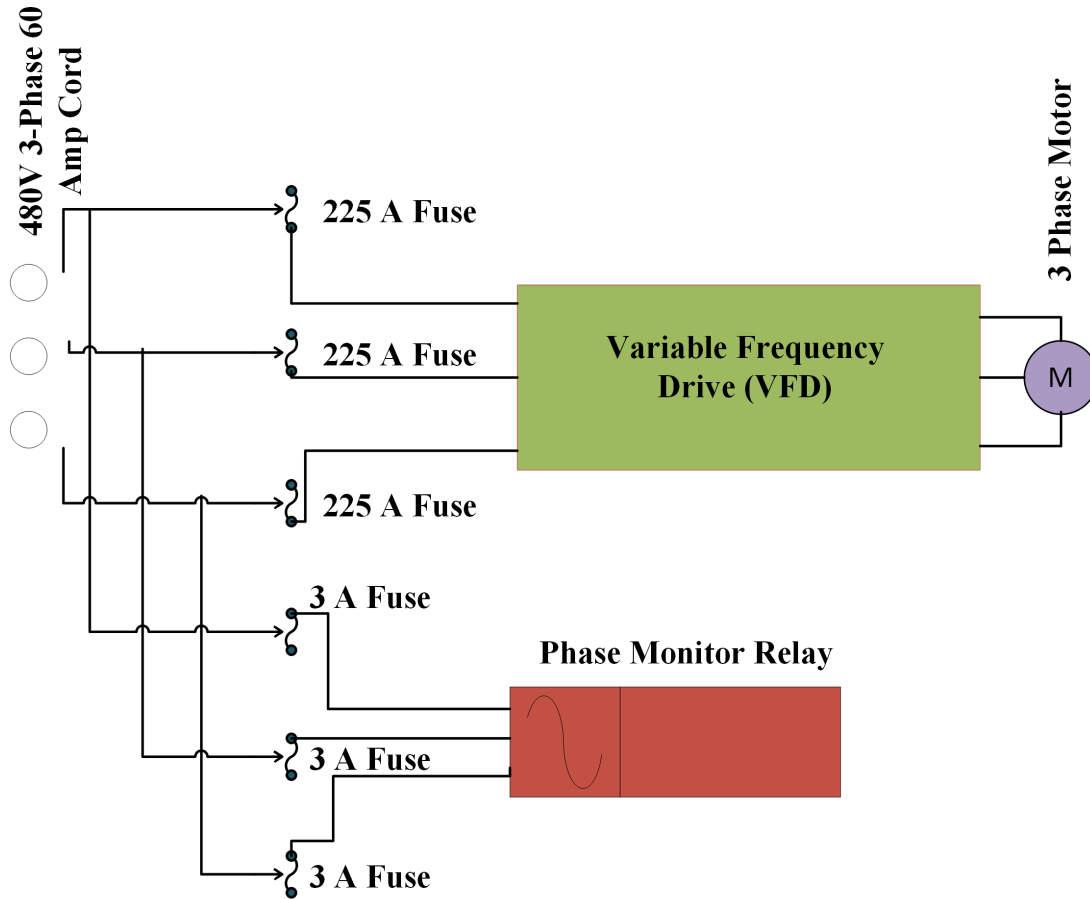 480V 3-Phase 60
Amp Cord
225 A Fuse
3 Phase Motor
225 A Fuse
Variable Frequency
Drive (VFD)
M
225 A Fuse
3 A Fuse
Phase Monitor Relay
3 A Fuse
3 A Fuse